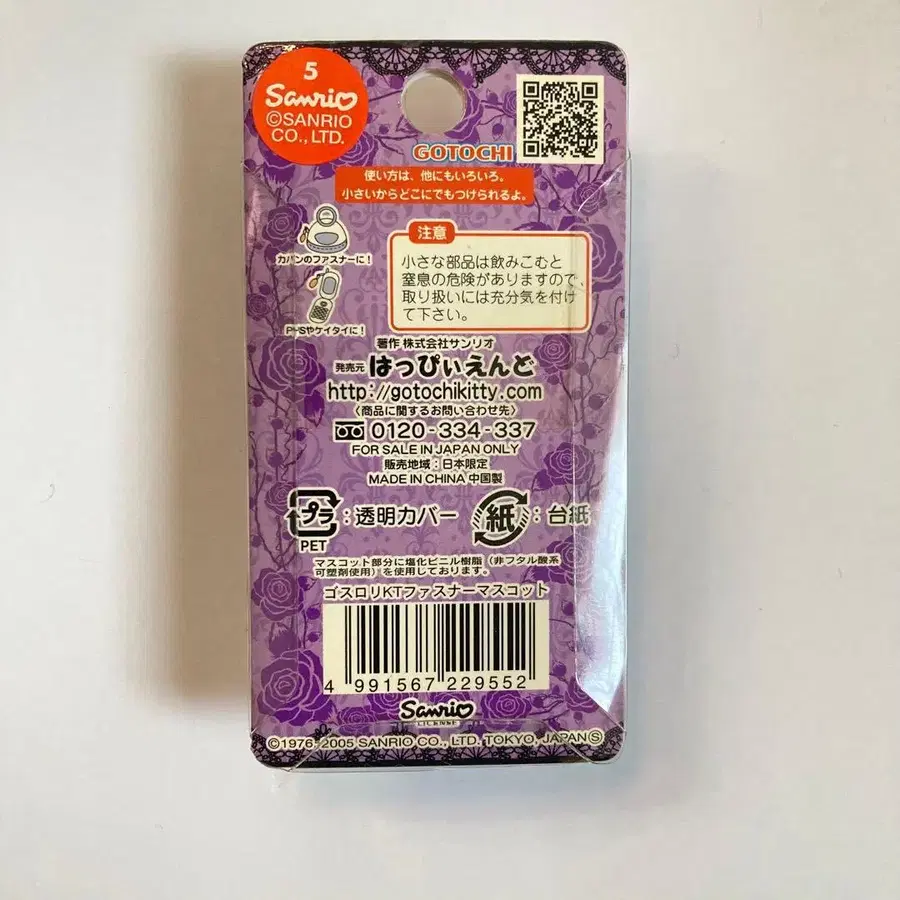 5
Sanrio
©SANRIO
CO., LTD.
GOTOCHI
使い方は、他にもいろいろ。
小さいからどこにでもつけられるよ。
カバンのファスナーに!
PHSやケイタイに!
注意
小さな部品は飲みこむと
窒息の危険がありますので、
取り扱いには充分気を付け
て下さい。
著作 株式会社サンリオ
発売元 はっぴぃえんど
http://gotochikitty.com
〈商品に関するお問い合わせ先〉
0120-334-337
FOR SALE IN JAPAN ONLY
販売地域：日本限定
MADE IN CHINA 中国製
プラ：透明カバー
PET
紙：台紙
マスコット部分に塩化ビニル樹脂（非フタル酸系
可塑剤使用）を使用しております。
ゴスロリKTファスナーマスコット
4 991567 229552
Sanrio
LICENSE
©1976-2005 SANRIO CO., LTD. TOKYO, JAPAN Ⓢ